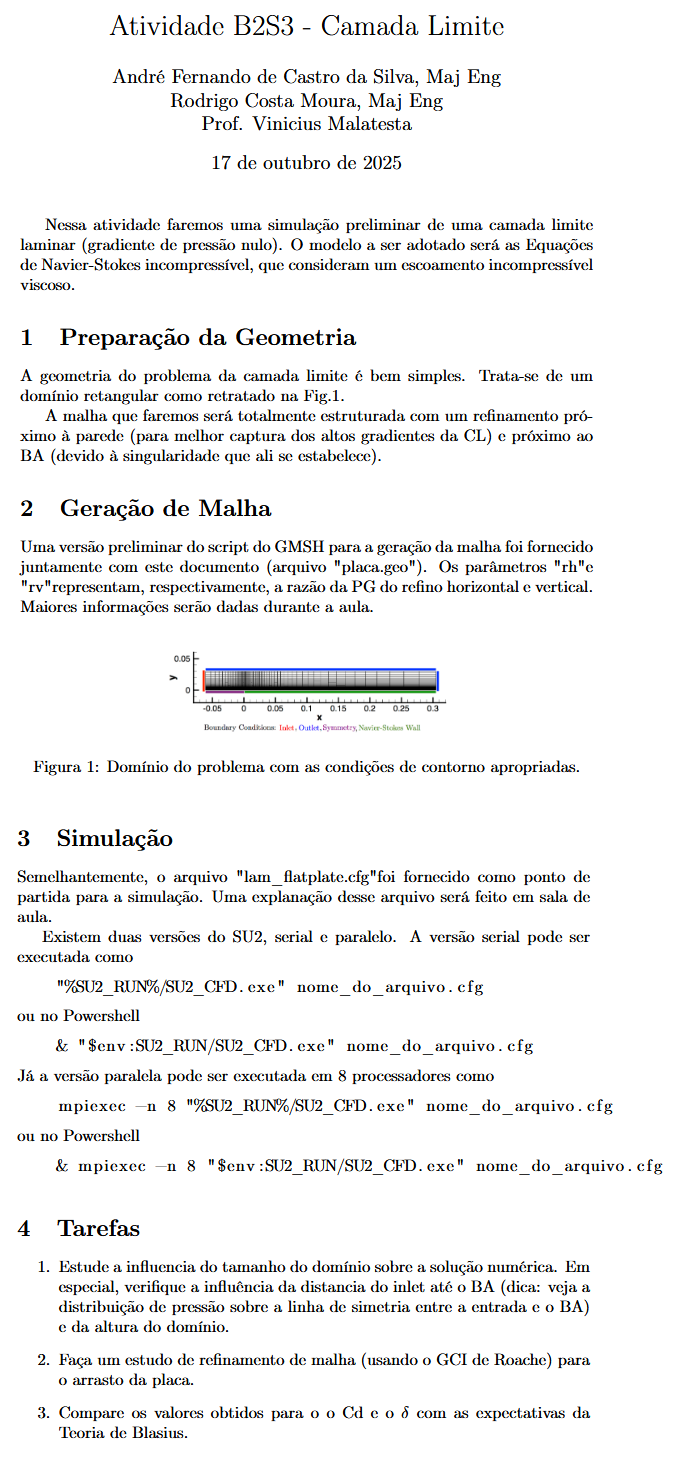 Atividade B2S3 - Camada Limite
André Fernando de Castro da Silva, Maj Eng
Rodrigo Costa Moura, Maj Eng
Prof. Vinicius Malatesta
17 de outubro de 2025
Nessa atividade faremos uma simulação preliminar de uma camada limite
laminar (gradiente de pressão nulo). O modelo a ser adotado será as Equações
de Navier-Stokes incompressível, que consideram um escoamento incompressível
viscoso.
1 Preparação da Geometria
A geometria do problema da camada limite é bem simples. Trata-se de um
domínio retangular como retratado na Fig.1.
A malha que faremos será totalmente estruturada com um refinamento pró-
ximo à parede (para melhor captura dos altos gradientes da CL) e próximo ao
BA (devido à singularidade que ali se estabelece).
2 Geração de Malha
Uma versão preliminar do script do GMSH para a geração da malha foi fornecido
juntamente com este documento (arquivo "placa.geo"). Os parâmetros "rh"e
"rv"representam, respectivamente, a razão da PG do refino horizontal e vertical.
Maiores informações serão dadas durante a aula.
0.05
y
0
-0.05 0 0.05 0.1 0.15 0.2 0.25 0.3
x
Boundary Conditions: Inlet, Outlet, Symmetry, Navier-Stokes Wall
Figura 1: Domínio do problema com as condições de contorno apropriadas.
3 Simulação
Semelhantemente, o arquivo "lam_flatplate.cfg"foi fornecido como ponto de
partida para a simulação. Uma explanação desse arquivo será feito em sala de
aula.
Existem duas versões do SU2, serial e paralelo. A versão serial pode ser
executada como
"%SU2_RUN%/SU2_CFD.exe" nome_do_arquivo.cfg
ou no Powershell
& "$env:SU2_RUN/SU2_CFD.exe" nome_do_arquivo.cfg
Já a versão paralela pode ser executada em 8 processadores como
mpiexec −n 8 "%SU2_RUN%/SU2_CFD.exe" nome_do_arquivo.cfg
ou no Powershell
& mpiexec −n 8 "$env:SU2_RUN/SU2_CFD.exe" nome_do_arquivo.cfg
4 Tarefas
1. Estude a influencia do tamanho do domínio sobre a solução numérica. Em
especial, verifique a influência da distancia do inlet até o BA (dica: veja a
distribuição de pressão sobre a linha de simetria entre a entrada e o BA)
e da altura do domínio.
2. Faça um estudo de refinamento de malha (usando o GCI de Roache) para
o arrasto da placa.
3. Compare os valores obtidos para o o Cd e o δ com as expectativas da
Teoria de Blasius.